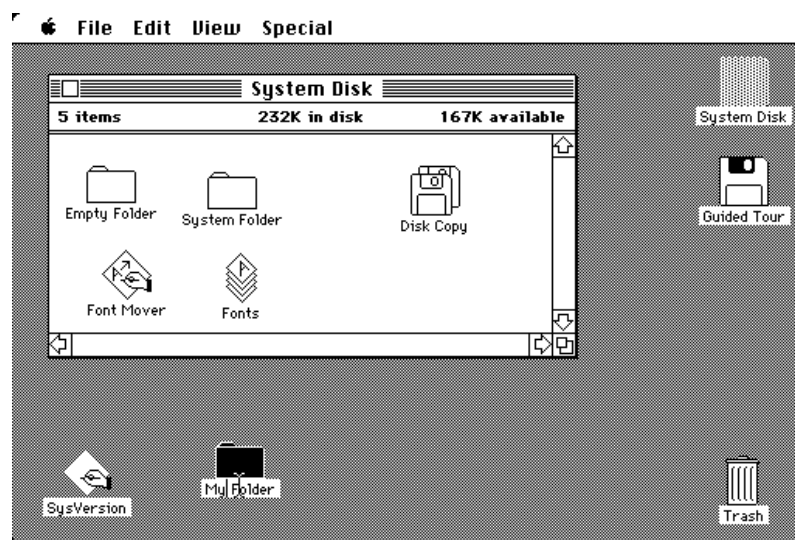 File Edit View Special
System Disk
5 items 232K in disk 167K available
Empty Folder
System Folder
Disk Copy
Font Mover
Fonts
System Disk
Guided Tour
SysVersion
My Folder
Trash